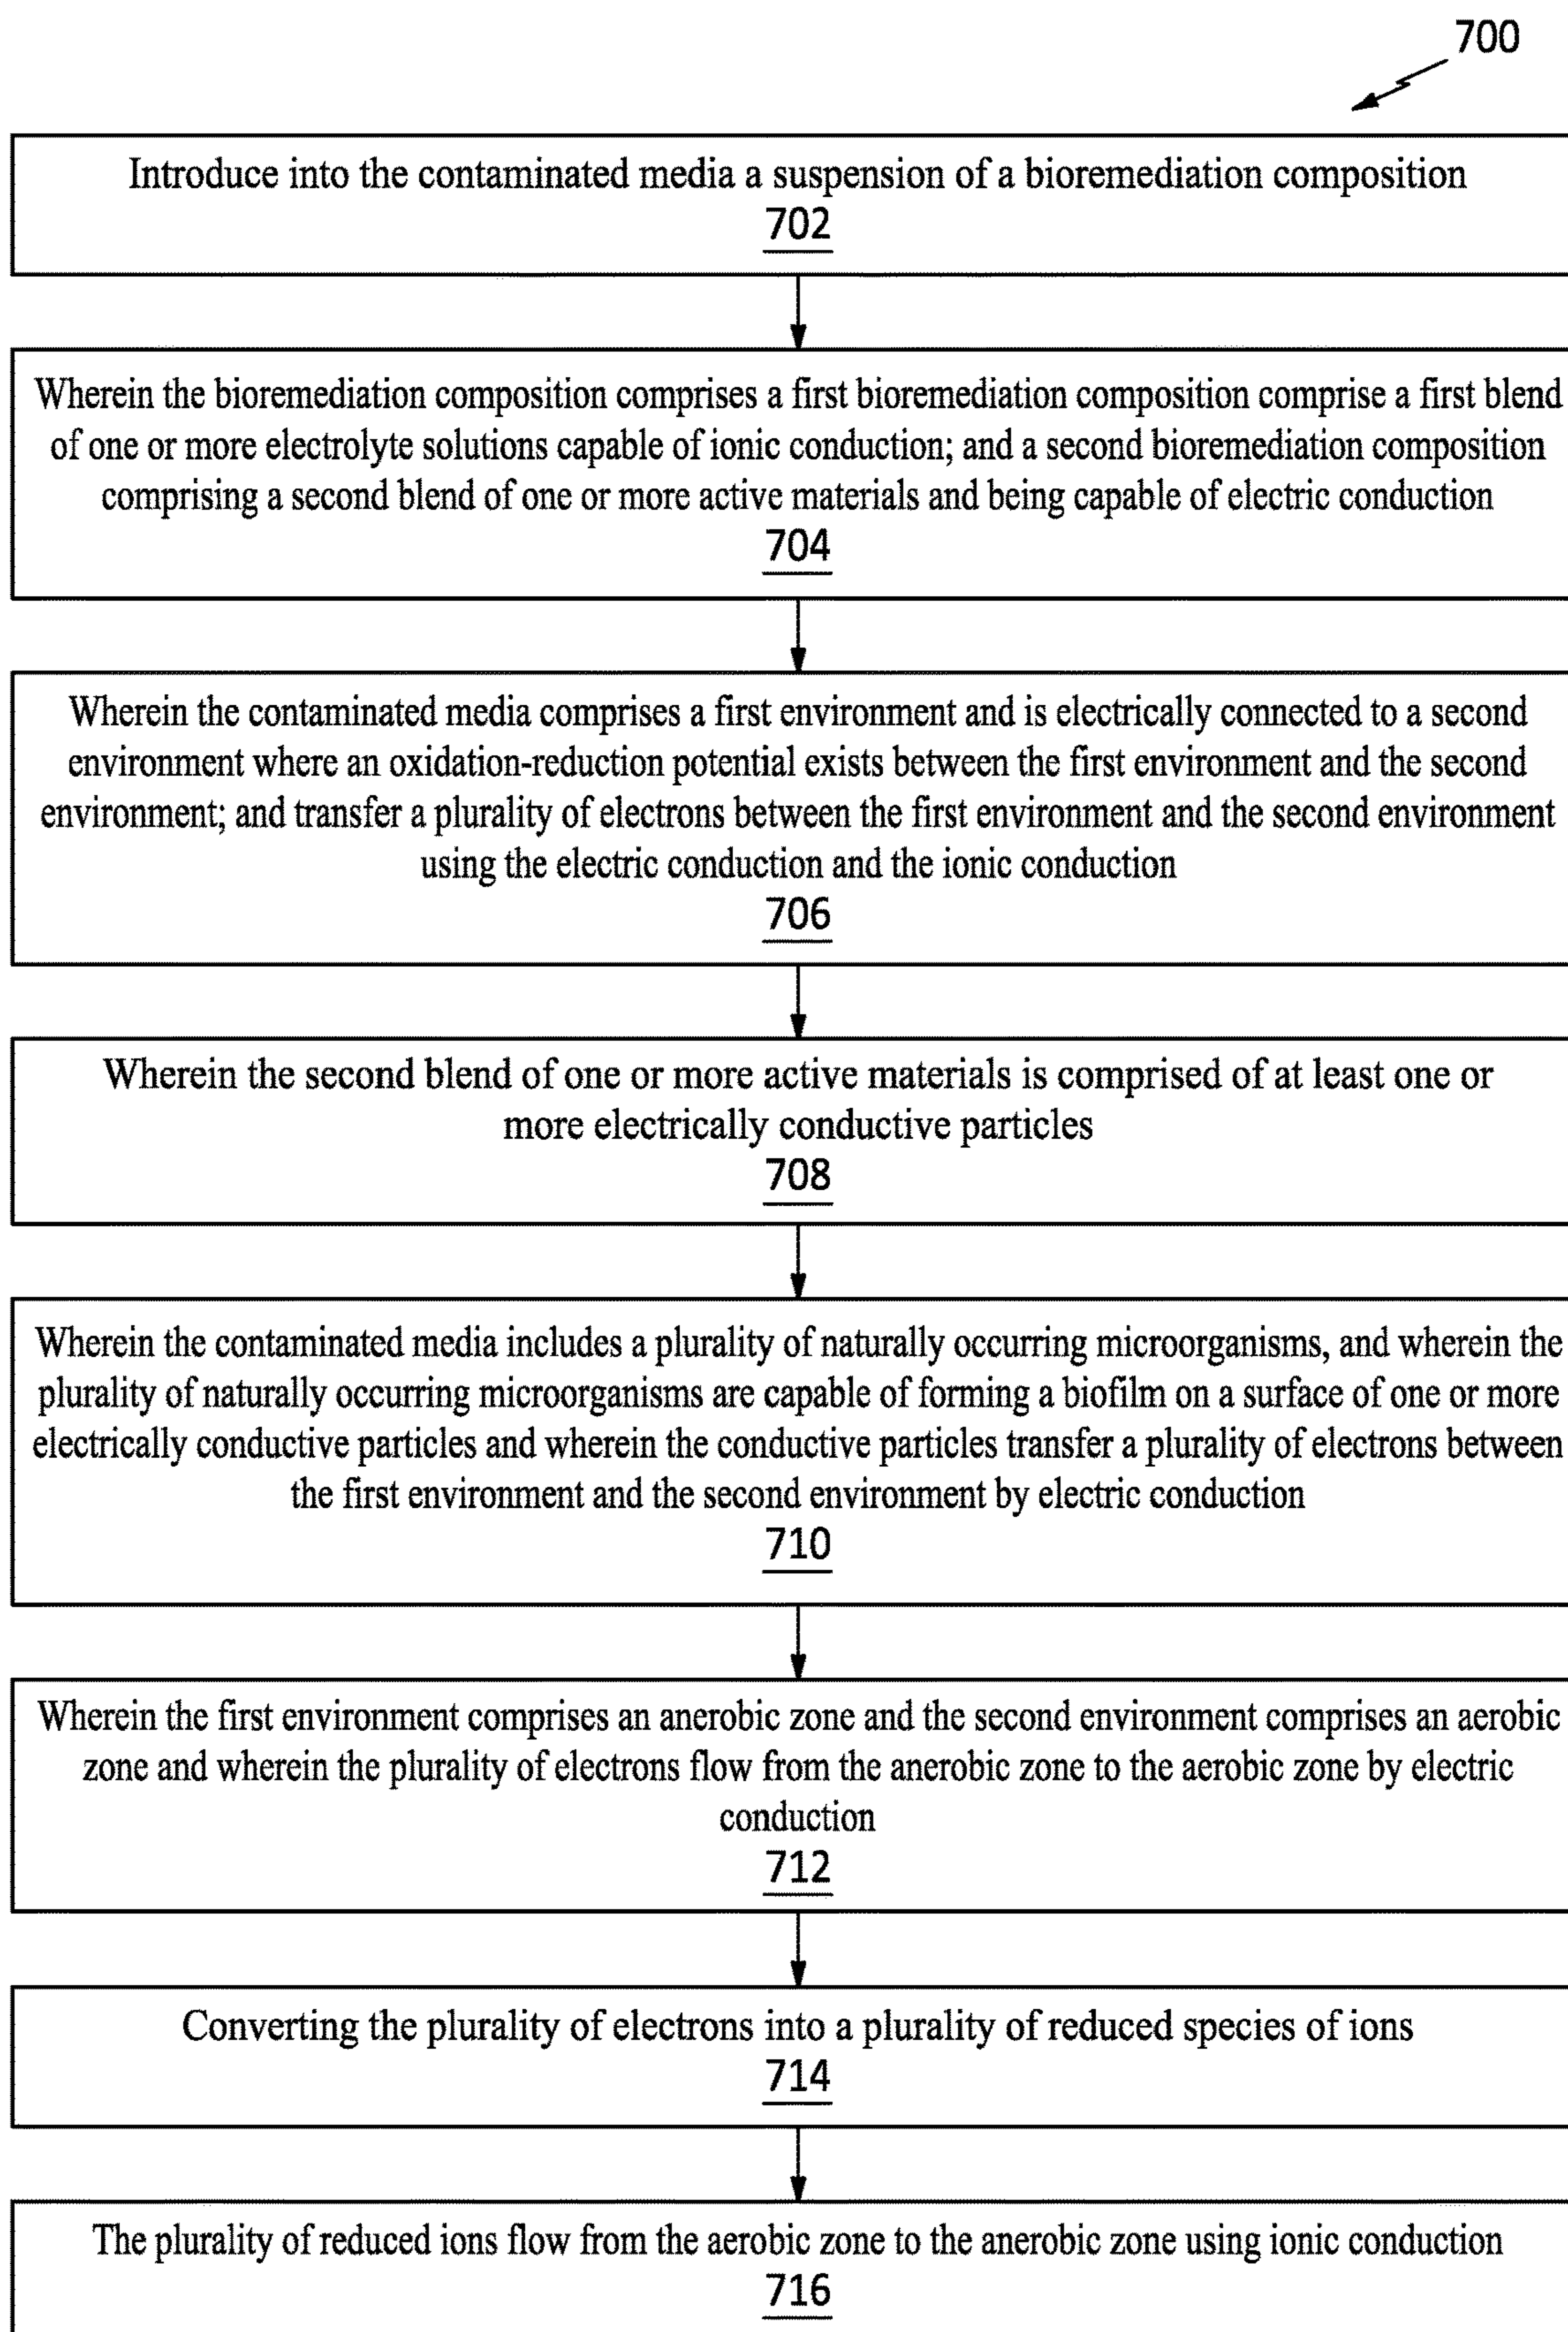 700
Introduce into the contaminated media a suspension of a bioremediation composition
702
Wherein the bioremediation composition comprises a first bioremediation composition comprise a first blend
of one or more electrolyte solutions capable of ionic conduction; and a second bioremediation composition
comprising a second blend of one or more active materials and being capable of electric conduction
704
Wherein the contaminated media comprises a first environment and is electrically connected to a second
environment where an oxidation-reduction potential exists between the first environment and the second
environment; and transfer a plurality of electrons between the first environment and the second environment
using the electric conduction and the ionic conduction
706
Wherein the second blend of one or more active materials is comprised of at least one or
more electrically conductive particles
708
Wherein the contaminated media includes a plurality of naturally occurring microorganisms, and wherein the
plurality of naturally occurring microorganisms are capable of forming a biofilm on a surface of one or more
electrically conductive particles and wherein the conductive particles transfer a plurality of electrons between
the first environment and the second environment by electric conduction
710
Wherein the first environment comprises an anerobic zone and the second environment comprises an aerobic
zone and wherein the plurality of electrons flow from the anerobic zone to the aerobic zone by electric
conduction
712
Converting the plurality of electrons into a plurality of reduced species of ions
714
The plurality of reduced ions flow from the aerobic zone to the anerobic zone using ionic conduction
716